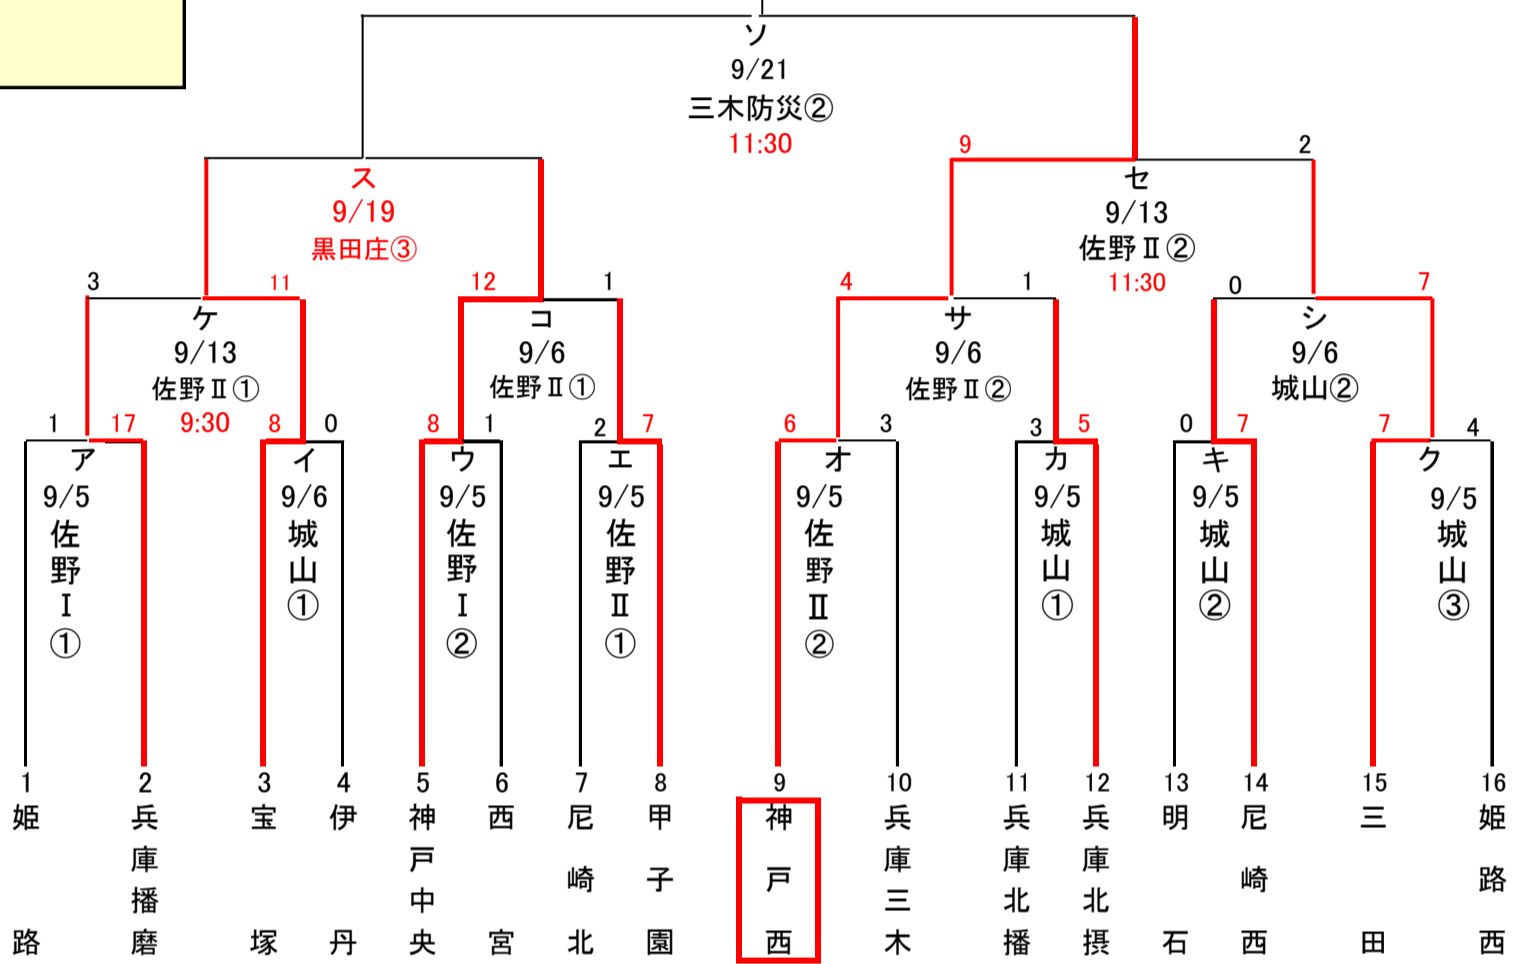 ソ
9/21
三木防災②
11:30
9 2
ス
9/19
黒田庄③
セ
9/13
佐野Ⅱ②
11:30
3 11
12 1
4 1
0 7
ケ
9/13
佐野Ⅱ①
9:30
コ
9/6
佐野Ⅱ①
サ
9/6
佐野Ⅱ②
シ
9/6
城山②
1 17
8 0
8 1
2 7
6 3
3 5
0 7
7 4
ア
9/5
佐野Ⅰ①
イ
9/6
城山①
ウ
9/5
佐野Ⅰ②
エ
9/5
佐野Ⅱ①
オ
9/5
佐野Ⅱ②
カ
9/5
城山①
キ
9/5
城山②
ク
9/5
城山③
1
姫路
2
兵庫播磨
3
宝塚
4
伊丹
5
神戸中央
6
西宮
7
尼崎北
8
甲子園
9
神戸西
10
兵庫三木
11
兵庫北播
12
兵庫北摂
13
明石
14
尼崎西
15
三田
16
姫路西